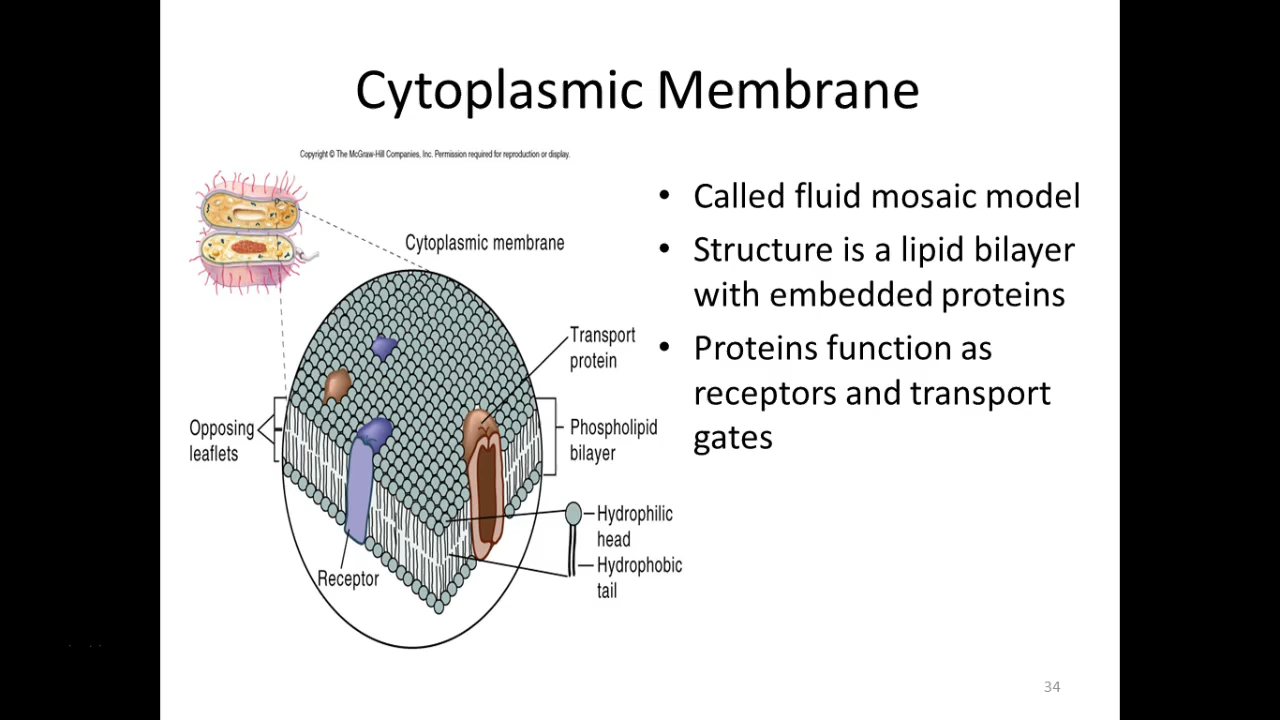 Cytoplasmic Membrane
Copyright © The McGraw-Hill Companies, Inc. Permission required for reproduction or display.
Cytoplasmic membrane
Transport
protein
Opposing
leaflets
Phospholipid
bilayer
Hydrophilic
head
Hydrophobic
tail
Receptor
• Called fluid mosaic model
• Structure is a lipid bilayer
with embedded proteins
• Proteins function as
receptors and transport
gates
34